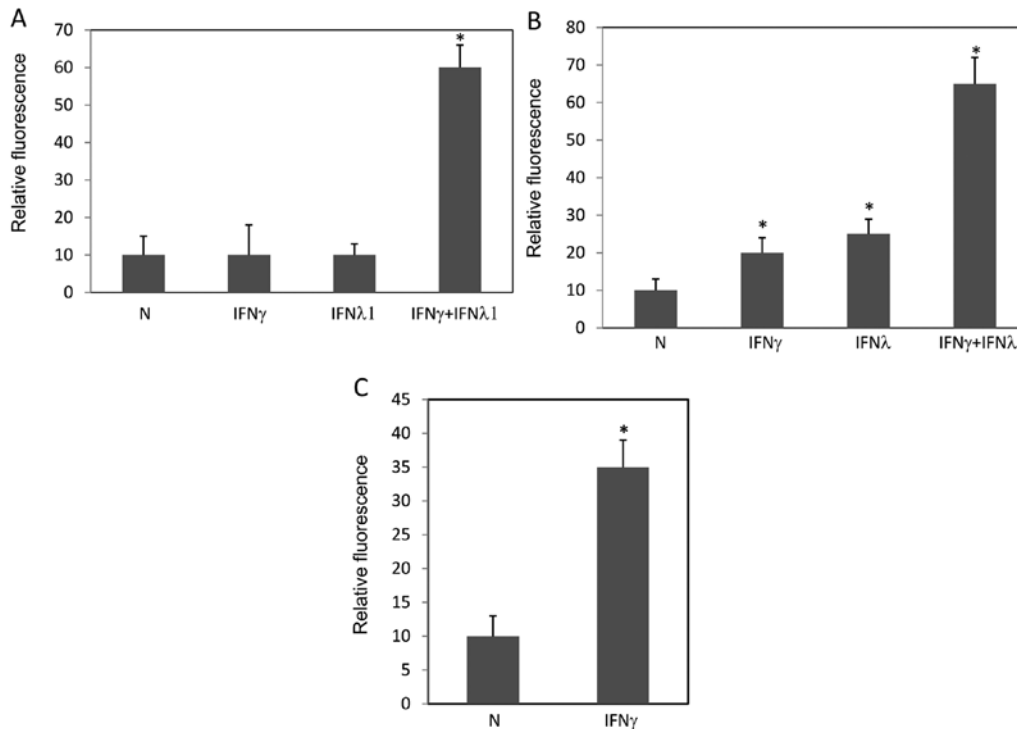 A
Relative fluorescence
70
60
50
40
30
20
10
0
*
N IFNγ IFNλ1 IFNγ+IFNλ1
B
Relative fluorescence
80
70
60
50
40
30
20
10
0
* * *
N IFNγ IFNλ IFNγ+IFNλ
C
Relative fluorescence
45
40
35
30
25
20
15
10
5
0
*
N IFNγ